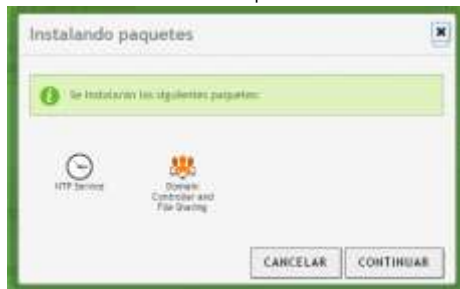 Instalando paquetes
Se instalarán los siguientes paquetes:
NTP Service
Domain
Controller and
File Sharing
CANCELAR
CONTINUAR